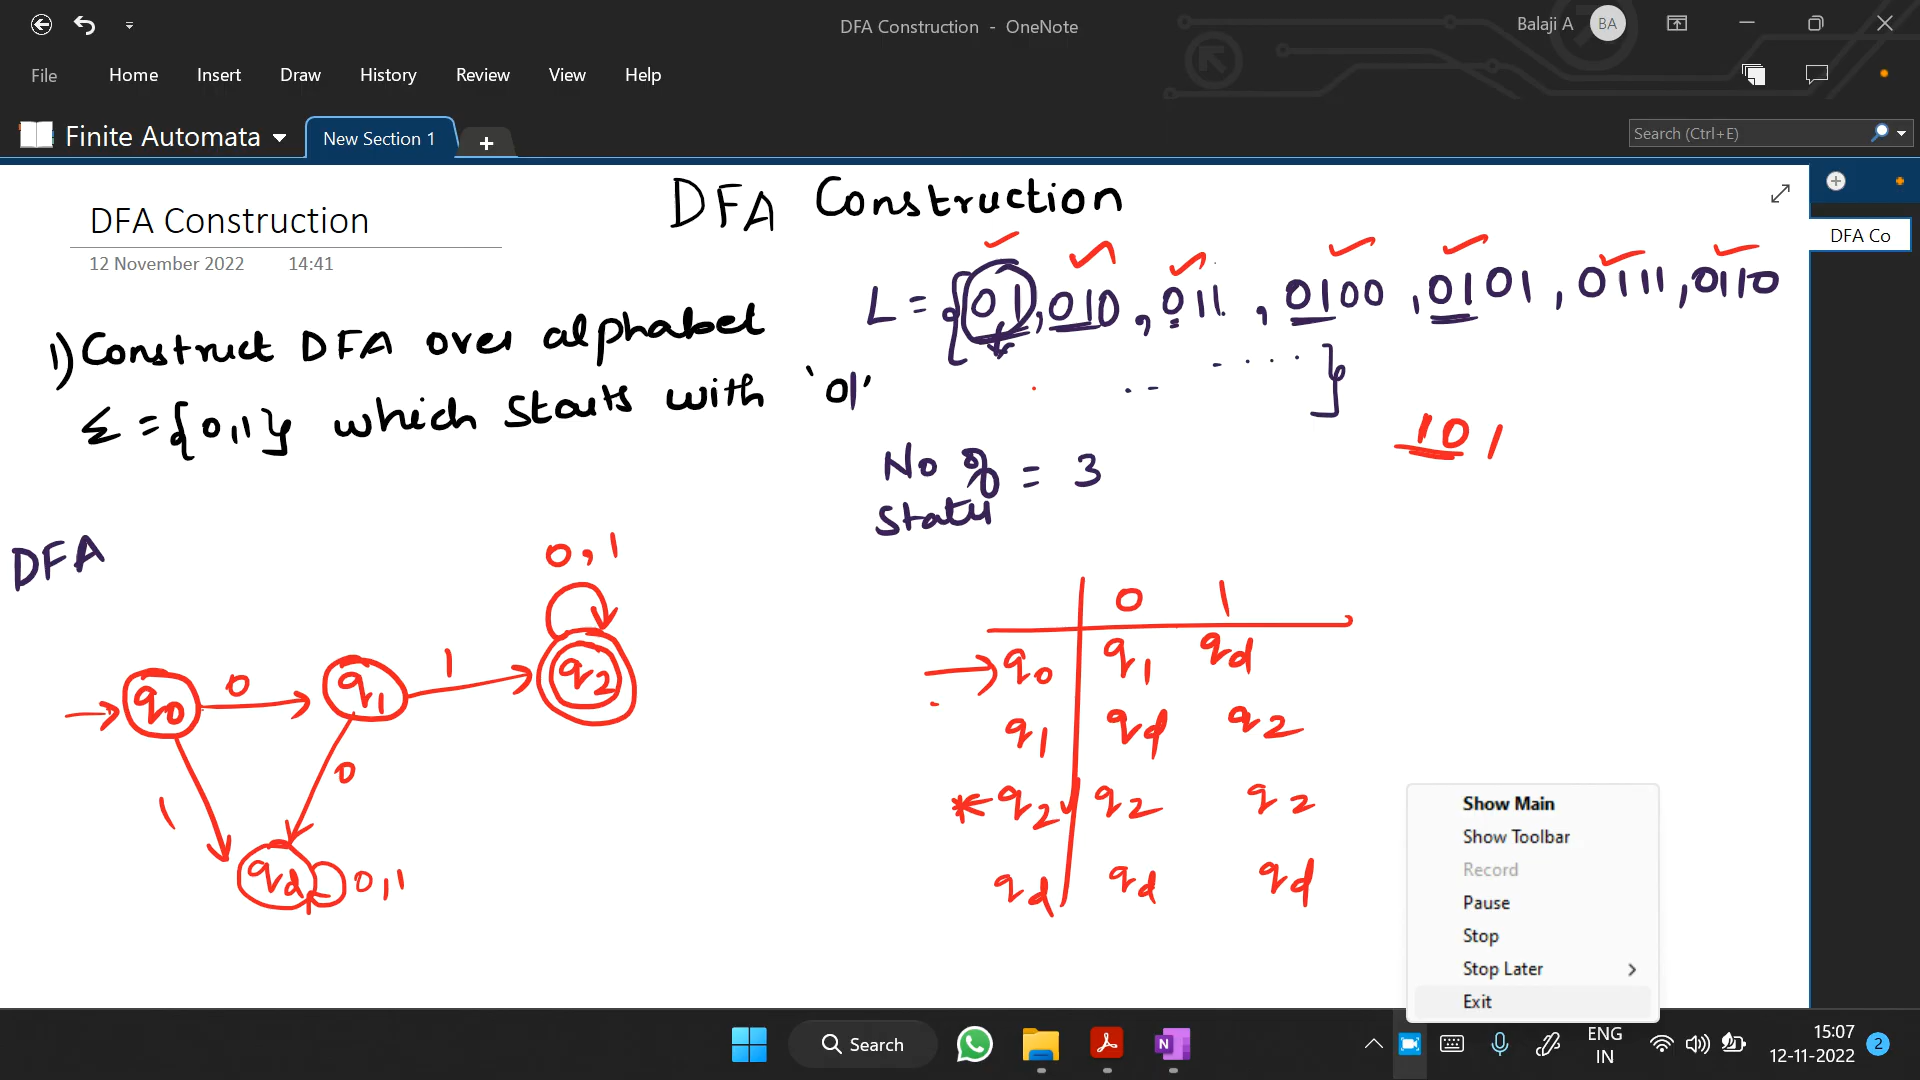 DFA Construction - OneNote
Balaji A
BA
File Home Insert Draw History Review View Help
Finite Automata
New Section 1
+
Search (Ctrl+E)
DFA Construction
12 November 2022 14:41
DFA Co
DFA Construction
L = {01, 010, 011, 0100, 0101, 0111, 0110
.. .... }
1) Construct DFA over alphabet
Σ = {0,1} which starts with '01'
101
No of = 3
States
DFA
0,1
q0 0 q1 1 q2
1 0
qd 0,1
0 1
→ q0 q1 qd
q1 qd q2
* q2 q2 q2
qd qd qd
Show Main
Show Toolbar
Record
Pause
Stop
Stop Later
Exit
Search
ENG
IN
15:07
12-11-2022
2